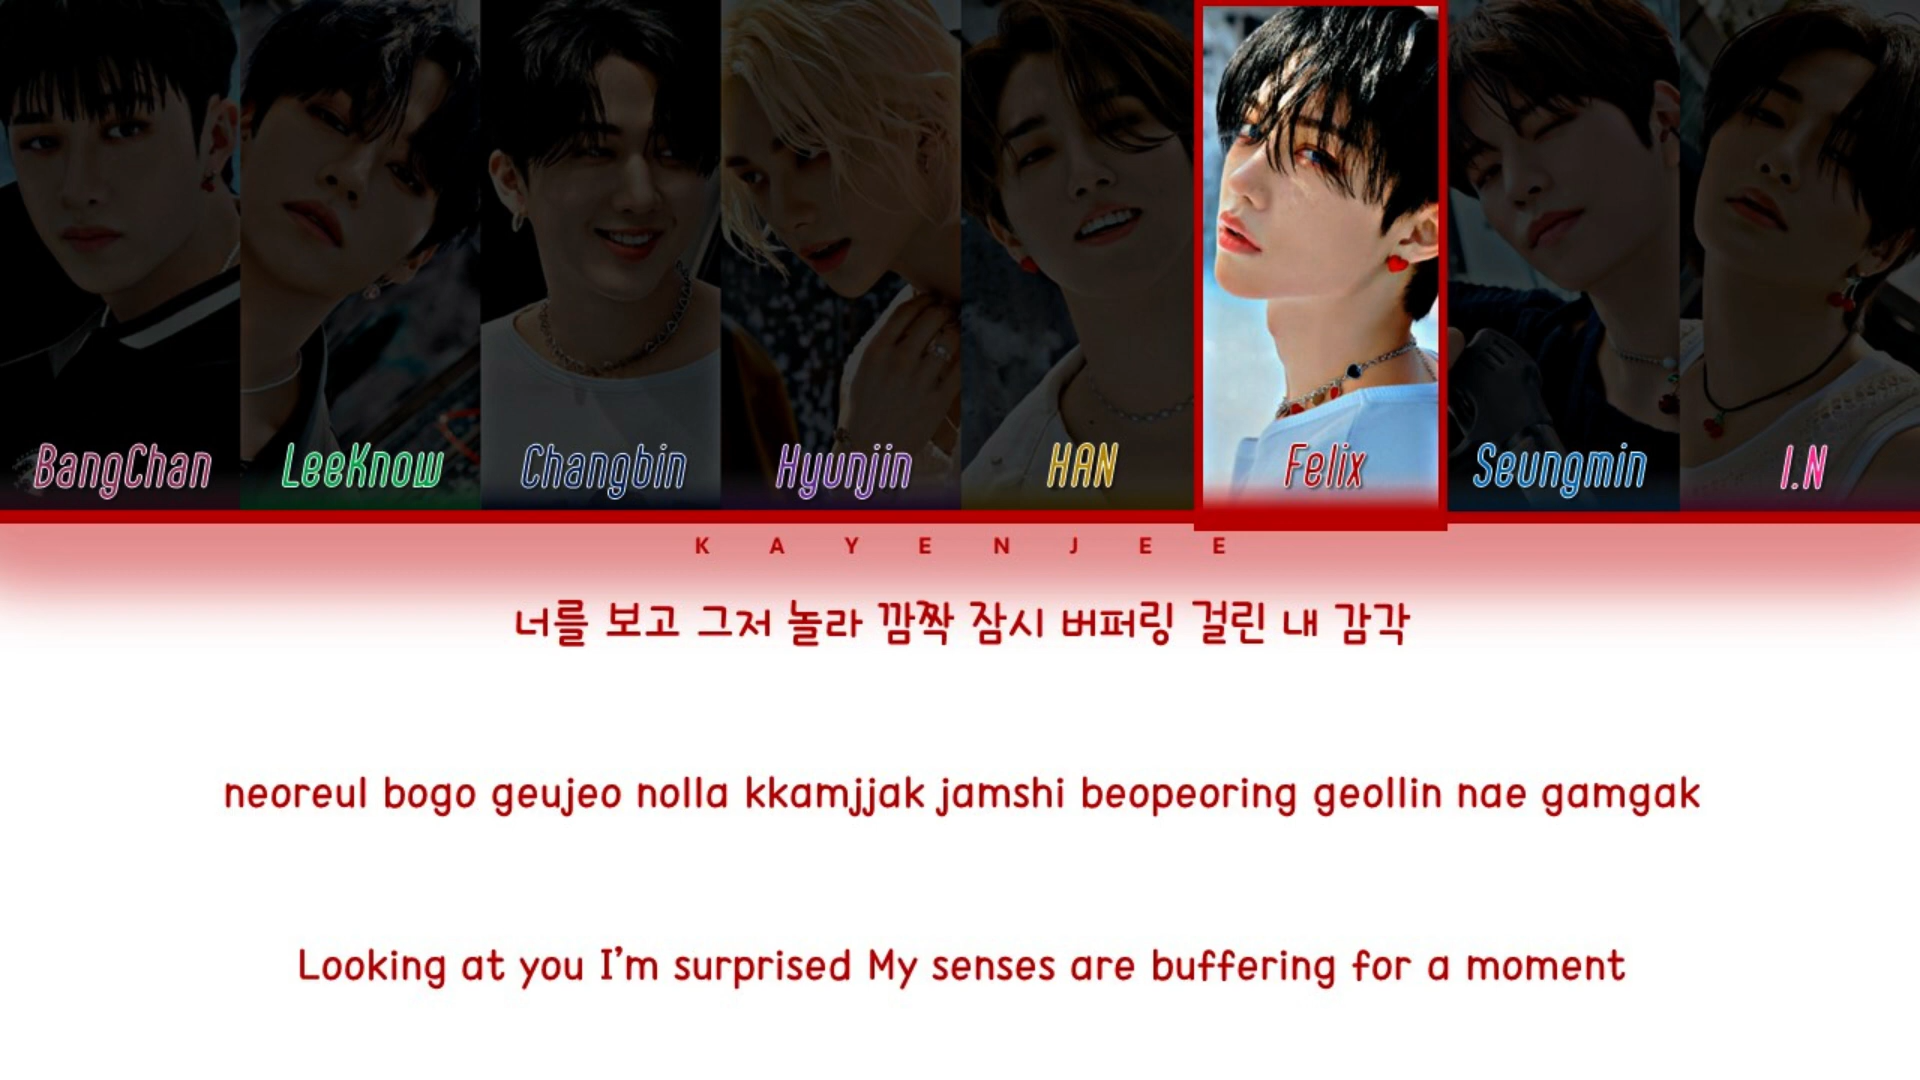 BangChan LeeKnow Changbin Hyunjin HAN Felix Seungmin I.N
KAYENJEE
너를 보고 그저 놀라 깜짝 잠시 버퍼링 걸린 내 감각
neoreul bogo geujeo nolla kkamjjak jamshi beopeoring geollin nae gamgak
Looking at you I’m surprised My senses are buffering for a moment